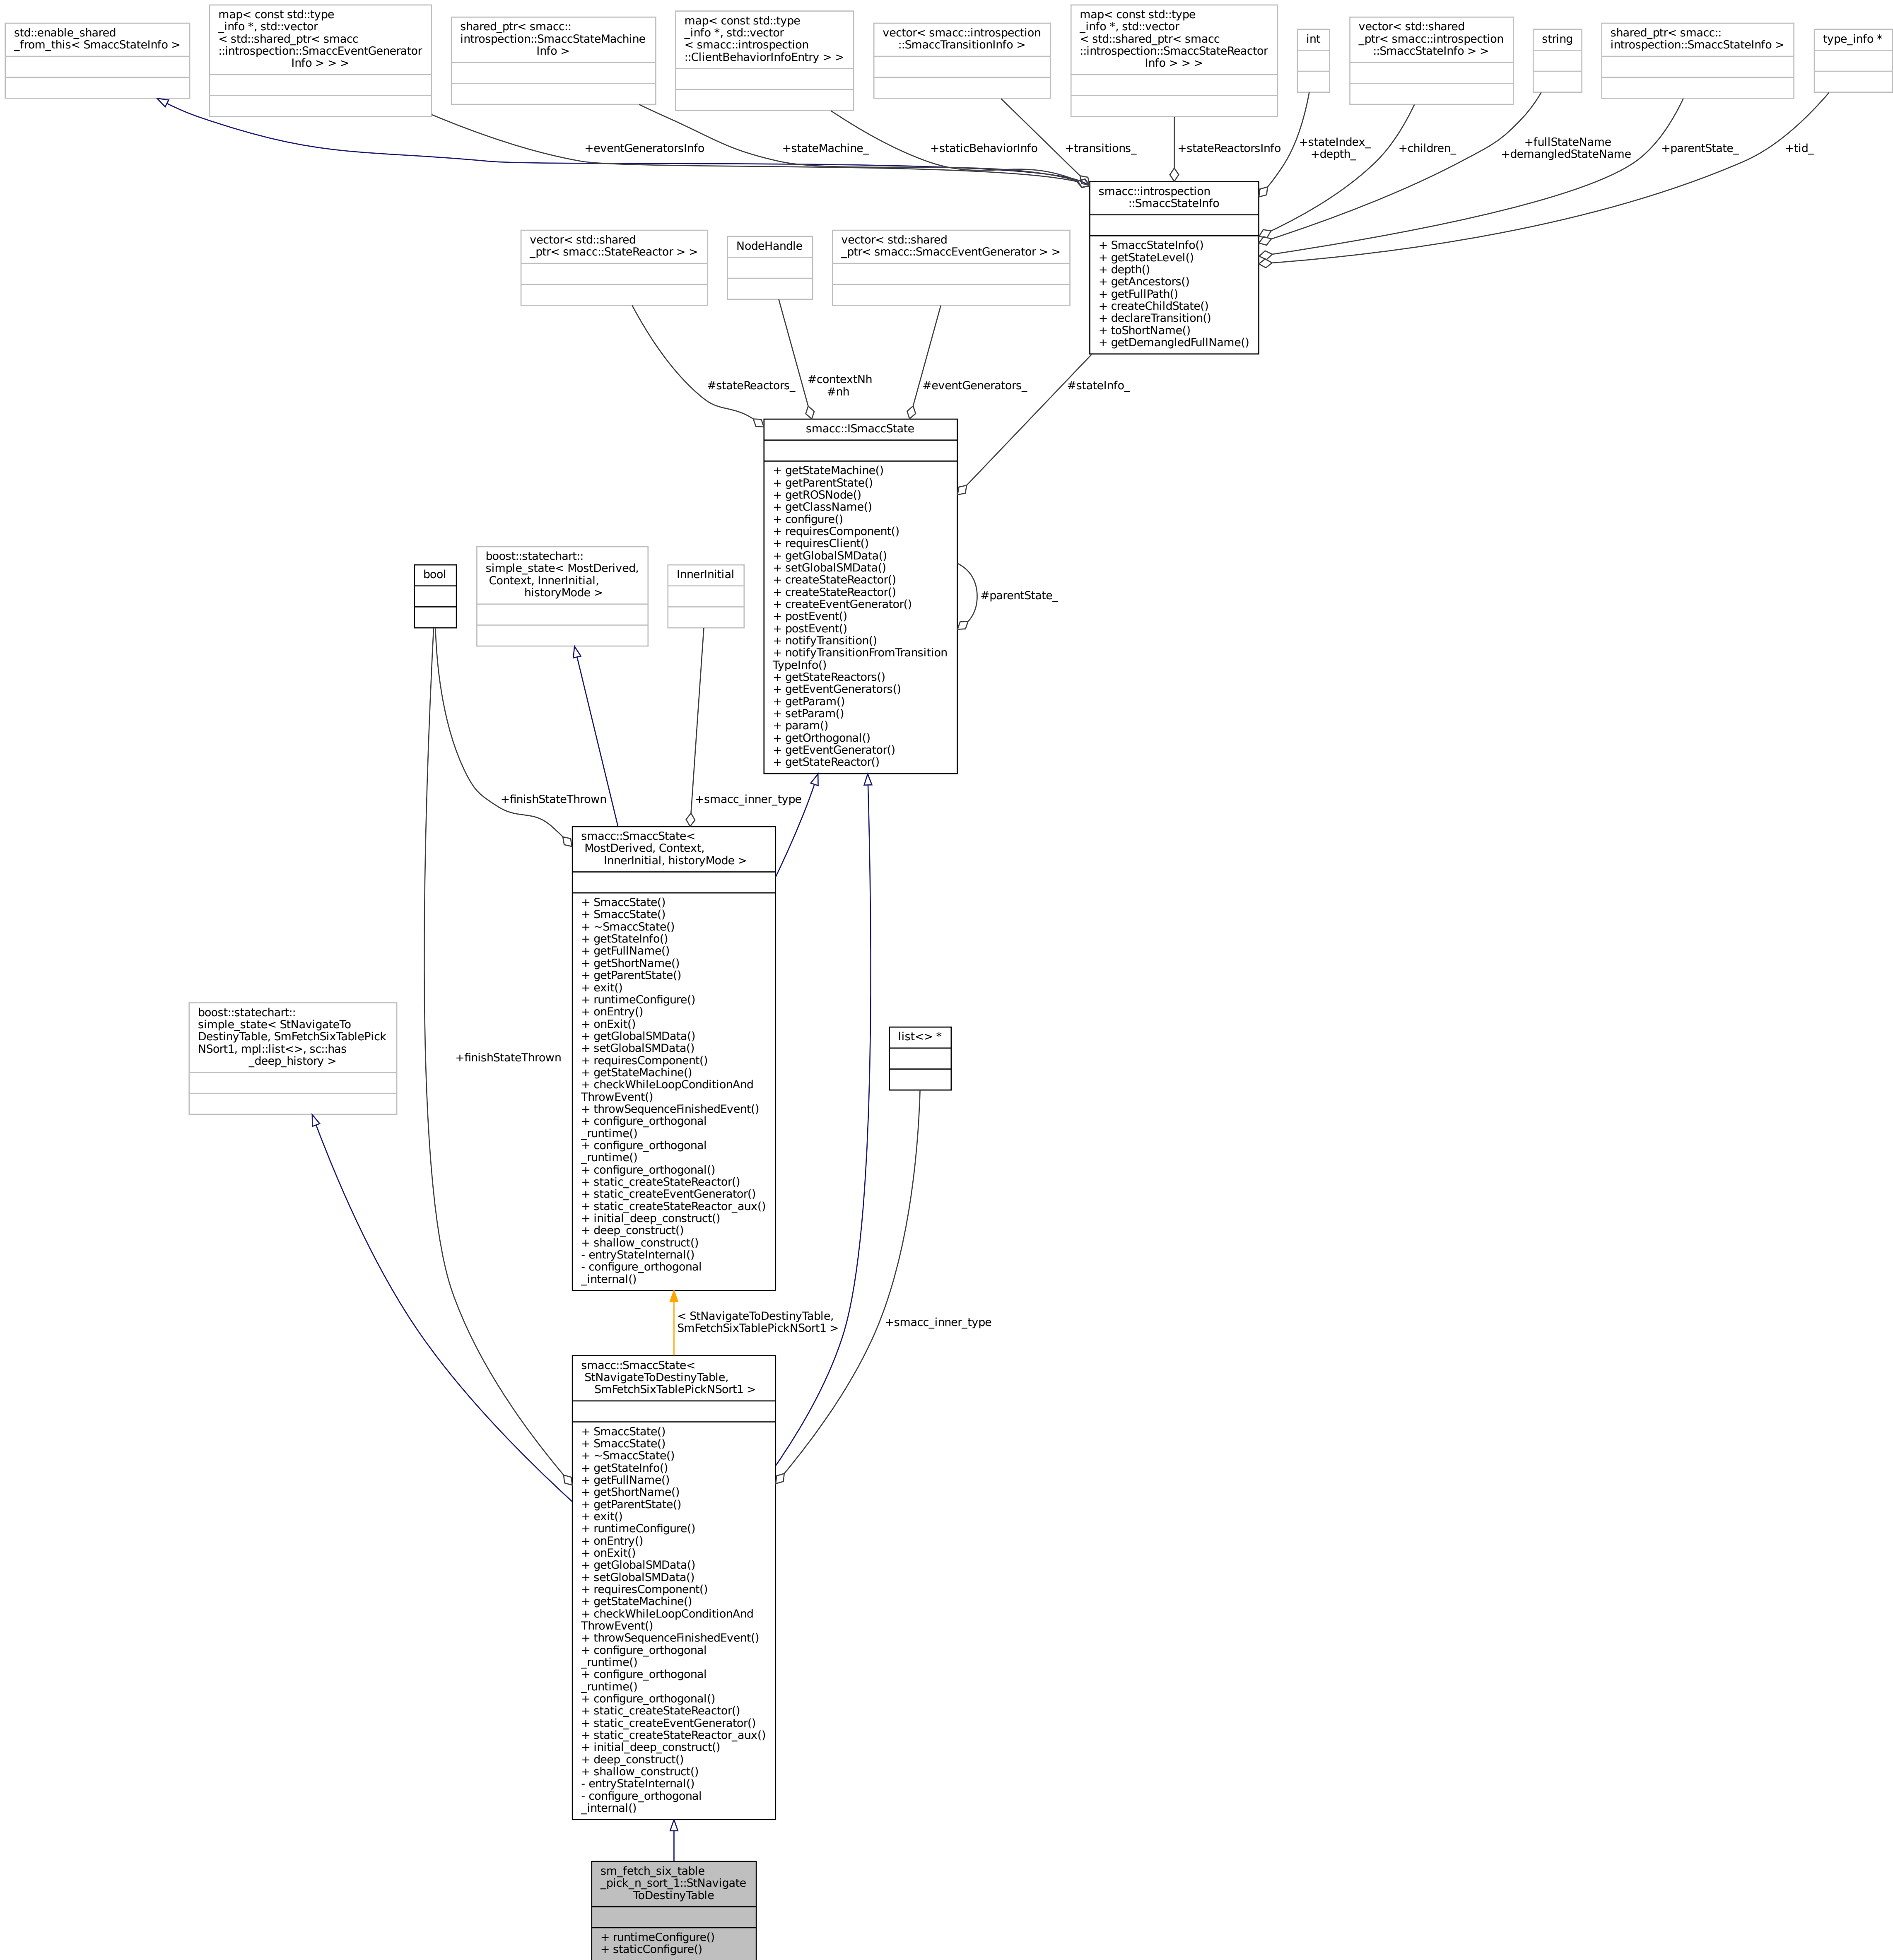 std::enable_shared
_from_this< SmaccStateInfo >
map< const std::type
_info *, std::vector
< std::shared_ptr< smacc
::introspection::SmaccEventGenerator
Info > > >
shared_ptr< smacc::
introspection::SmaccStateMachine
Info >
map< const std::type
_info *, std::vector
< smacc::introspection
::ClientBehaviorInfoEntry > >
vector< smacc::introspection
::SmaccTransitionInfo >
map< const std::type
_info *, std::vector
< std::shared_ptr< smacc
::introspection::SmaccStateReactor
Info > > >
int
vector< std::shared
_ptr< smacc::introspection
::SmaccStateInfo > >
string
shared_ptr< smacc::
introspection::SmaccStateInfo >
type_info *
+eventGeneratorsInfo
+stateMachine_
+staticBehaviorInfo
+transitions_
+stateReactorsInfo
+stateIndex_
+depth_
+children_
+fullStateName
+demangledStateName
+parentState_
+tid_
smacc::introspection
::SmaccStateInfo
+ SmaccStateInfo()
+ getStateLevel()
+ depth()
+ getAncestors()
+ getFullPath()
+ createChildState()
+ declareTransition()
+ toShortName()
+ getDemangledFullName()
vector< std::shared
_ptr< smacc::StateReactor > >
NodeHandle
vector< std::shared
_ptr< smacc::SmaccEventGenerator > >
#stateReactors_
#contextNh
#nh
#eventGenerators_
#stateInfo_
smacc::ISmaccState
+ getStateMachine()
+ getParentState()
+ getROSNode()
+ getClassName()
+ configure()
+ requiresComponent()
+ requiresClient()
+ getGlobalSMData()
+ setGlobalSMData()
+ createStateReactor()
+ createStateReactor()
+ createEventGenerator()
+ postEvent()
+ postEvent()
+ notifyTransition()
+ notifyTransitionFromTransition
TypeInfo()
+ getStateReactors()
+ getEventGenerators()
+ getParam()
+ setParam()
+ param()
+ getOrthogonal()
+ getEventGenerator()
+ getStateReactor()
#parentState_
bool
boost::statechart::
simple_state< MostDerived,
Context, InnerInitial,
historyMode >
InnerInitial
+finishStateThrown
+smacc_inner_type
smacc::SmaccState<
MostDerived, Context,
InnerInitial, historyMode >
+ SmaccState()
+ SmaccState()
+ ~SmaccState()
+ getStateInfo()
+ getFullName()
+ getShortName()
+ getParentState()
+ exit()
+ runtimeConfigure()
+ onEntry()
+ onExit()
+ getGlobalSMData()
+ setGlobalSMData()
+ requiresComponent()
+ getStateMachine()
+ checkWhileLoopConditionAnd
ThrowEvent()
+ throwSequenceFinishedEvent()
+ configure_orthogonal
_runtime()
+ configure_orthogonal
_runtime()
+ configure_orthogonal()
+ static_createStateReactor()
+ static_createEventGenerator()
+ static_createStateReactor_aux()
+ initial_deep_construct()
+ deep_construct()
+ shallow_construct()
- entryStateInternal()
- configure_orthogonal
_internal()
boost::statechart::
simple_state< StNavigateTo
DestinyTable, SmFetchSixTablePick
NSort1, mpl::list<>, sc::has
_deep_history >
+finishStateThrown
list<> *
< StNavigateToDestinyTable,
SmFetchSixTablePickNSort1 >
+smacc_inner_type
smacc::SmaccState<
StNavigateToDestinyTable,
SmFetchSixTablePickNSort1 >
+ SmaccState()
+ SmaccState()
+ ~SmaccState()
+ getStateInfo()
+ getFullName()
+ getShortName()
+ getParentState()
+ exit()
+ runtimeConfigure()
+ onEntry()
+ onExit()
+ getGlobalSMData()
+ setGlobalSMData()
+ requiresComponent()
+ getStateMachine()
+ checkWhileLoopConditionAnd
ThrowEvent()
+ throwSequenceFinishedEvent()
+ configure_orthogonal
_runtime()
+ configure_orthogonal
_runtime()
+ configure_orthogonal()
+ static_createStateReactor()
+ static_createEventGenerator()
+ static_createStateReactor_aux()
+ initial_deep_construct()
+ deep_construct()
+ shallow_construct()
- entryStateInternal()
- configure_orthogonal
_internal()
sm_fetch_six_table
_pick_n_sort_1::StNavigate
ToDestinyTable
+ runtimeConfigure()
+ staticConfigure()